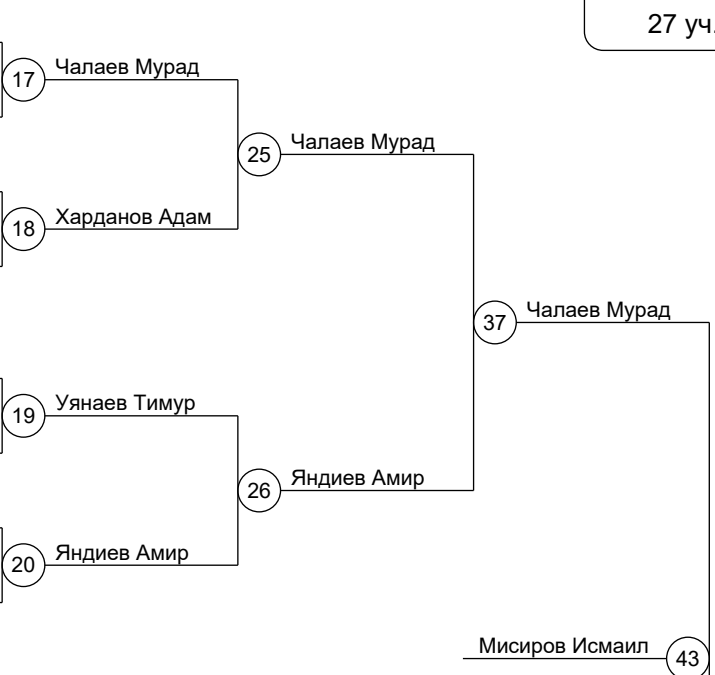 27 уч.
17 Чалаев Мурад
25 Чалаев Мурад
18 Харданов Адам
37 Чалаев Мурад
19 Уянаев Тимур
26 Яндиев Амир
20 Яндиев Амир
Мисиров Исмаил 43